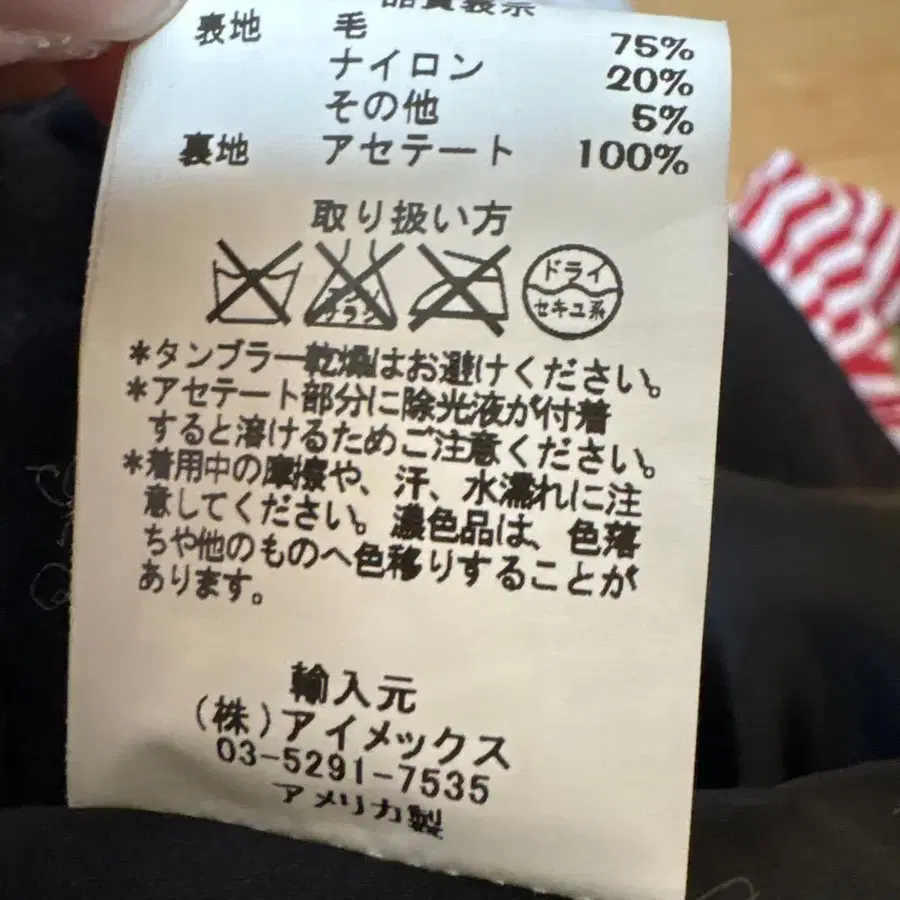 品質表示
裏地 毛 75%
ナイロン 20%
その他 5%
裏地 アセテート 100%
取り扱い方
ドライ
セキユ系
*タンブラー乾燥はお避けください。
*アセテート部分に除光液が付着
すると溶けるためご注意ください。
*着用中の摩擦や、汗、水濡れに注
意してください。濃色品は、色落
ちや他のものへ色移りすることが
あります。
輸入元
(株)アイメックス
03-5291-7535
アメリカ製